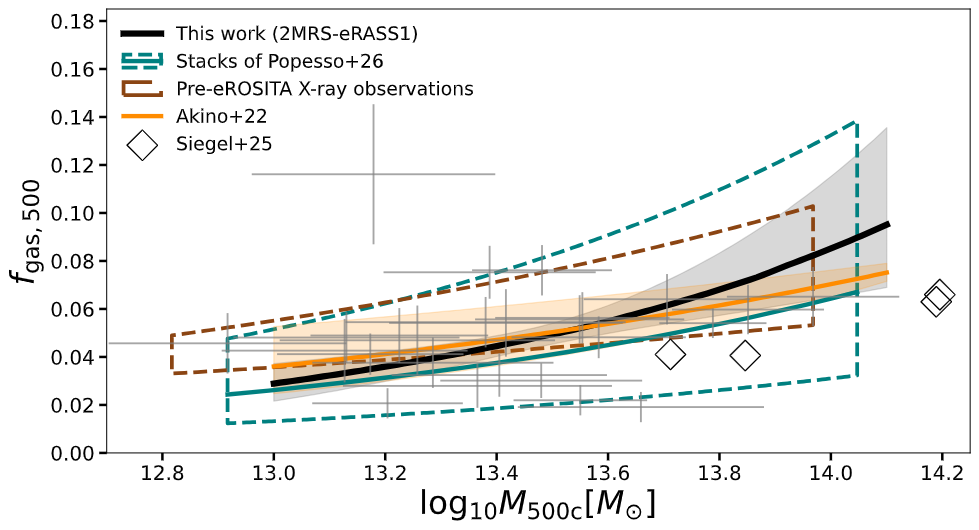 This work (2MRS-eRASS1)
Stacks of Popesso+26
Pre-eROSITA X-ray observations
Akino+22
Siegel+25
0.18
0.16
0.14
0.12
0.10
0.08
0.06
0.04
0.02
0.00
f_gas, 500
12.8 13.0 13.2 13.4 13.6 13.8 14.0 14.2
log₁₀M₅₀₀c[M⊙]